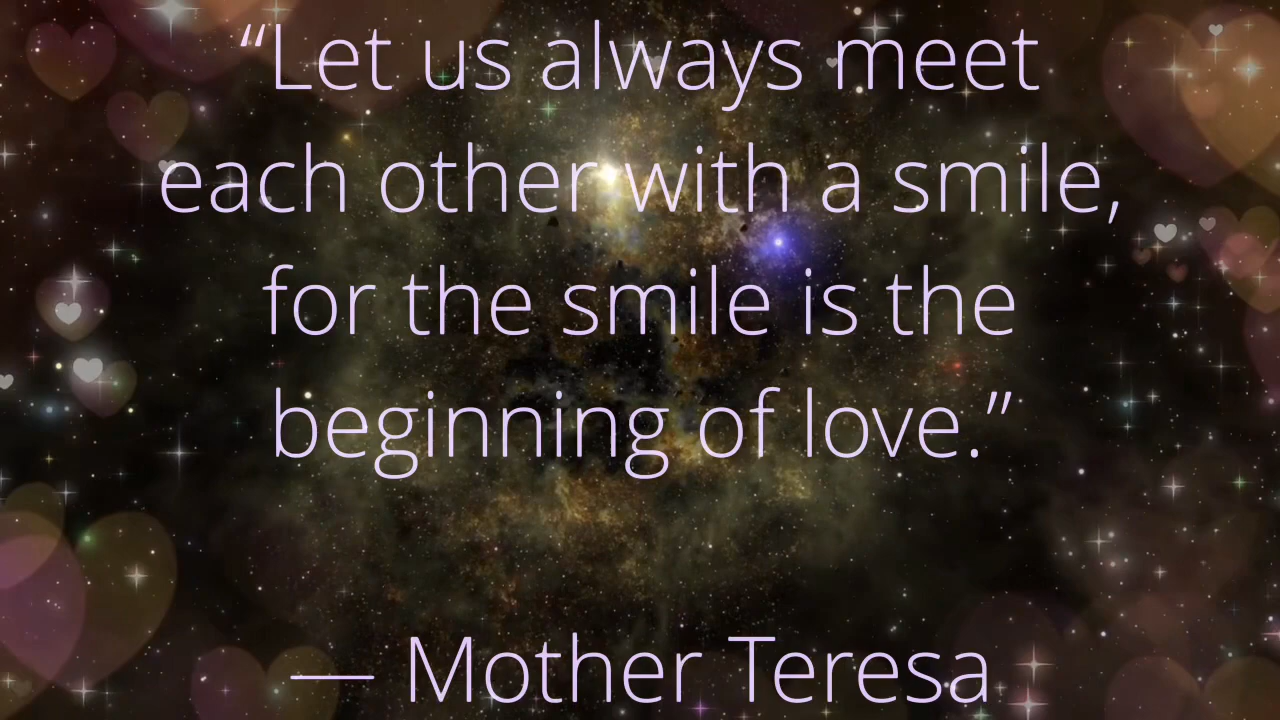 “Let us always meet
each other with a smile,
for the smile is the
beginning of love.”
— Mother Teresa